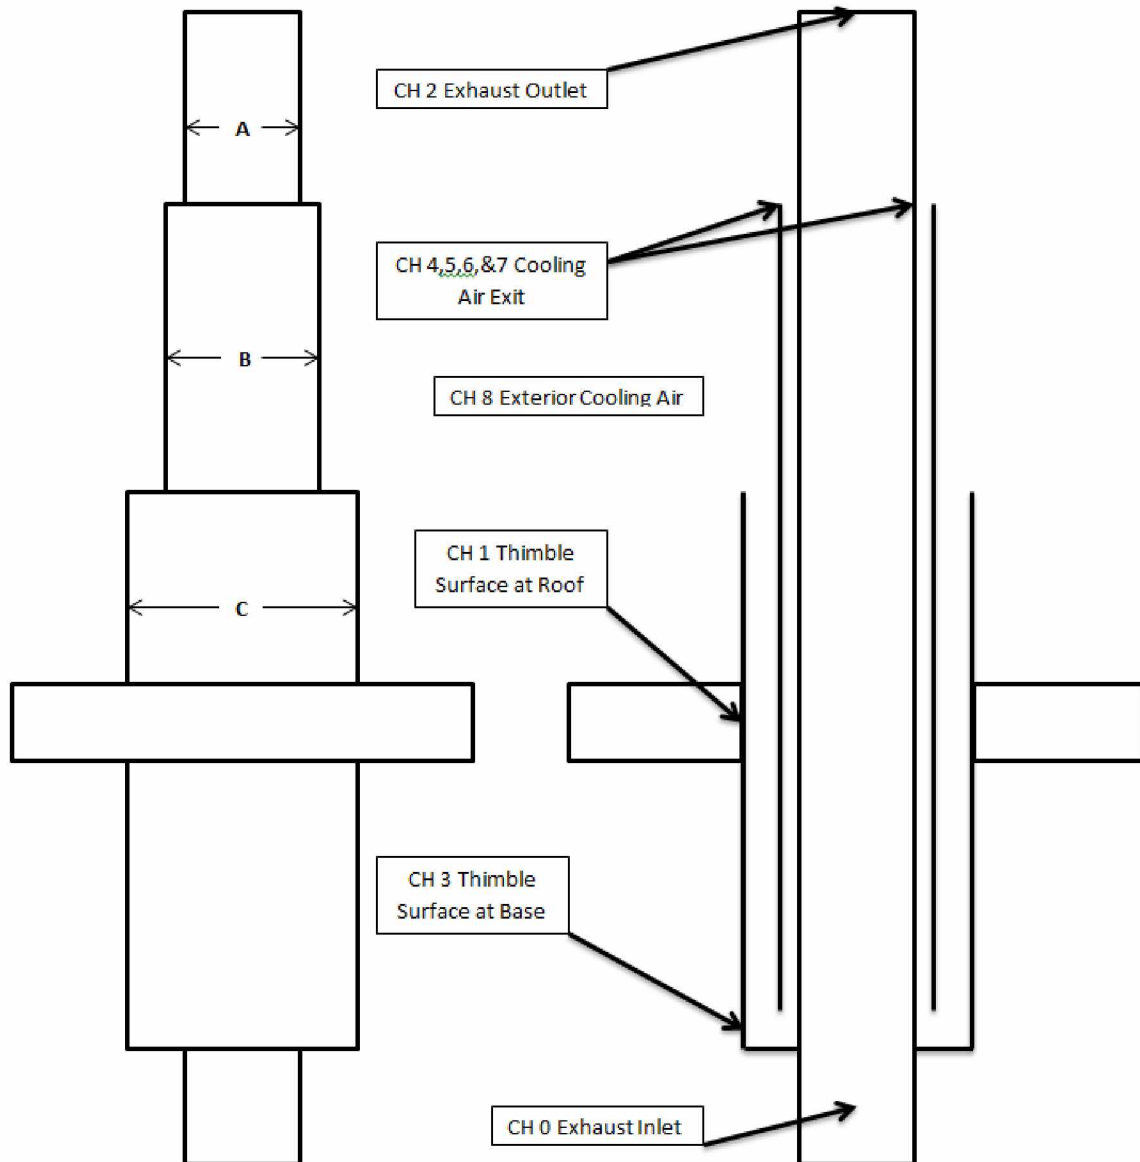 CH 2 Exhaust Outlet
A
CH 4,5,6,&7 Cooling
Air Exit
B
CH 8 Exterior Cooling Air
CH 1 Thimble
Surface at Roof
C
CH 3 Thimble
Surface at Base
CH 0 Exhaust Inlet